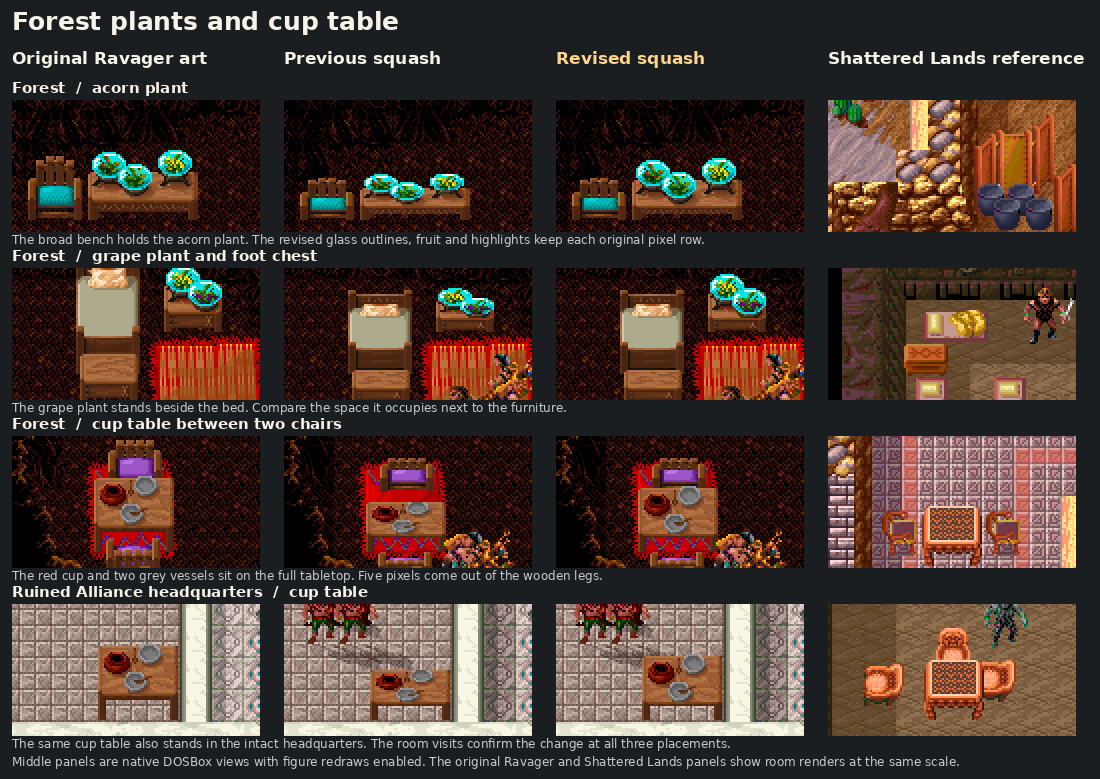 Forest plants and cup table
Original Ravager art
Previous squash
Revised squash
Shattered Lands reference
Forest / acorn plant
The broad bench holds the acorn plant. The revised glass outlines, fruit and highlights keep each original pixel row.
Forest / grape plant and foot chest
The grape plant stands beside the bed. Compare the space it occupies next to the furniture.
Forest / cup table between two chairs
The red cup and two grey vessels sit on the full tabletop. Five pixels come out of the wooden legs.
Ruined Alliance headquarters / cup table
The same cup table also stands in the intact headquarters. The room visits confirm the change at all three placements.
Middle panels are native DOSBox views with figure redraws enabled. The original Ravager and Shattered Lands panels show room renders at the same scale.